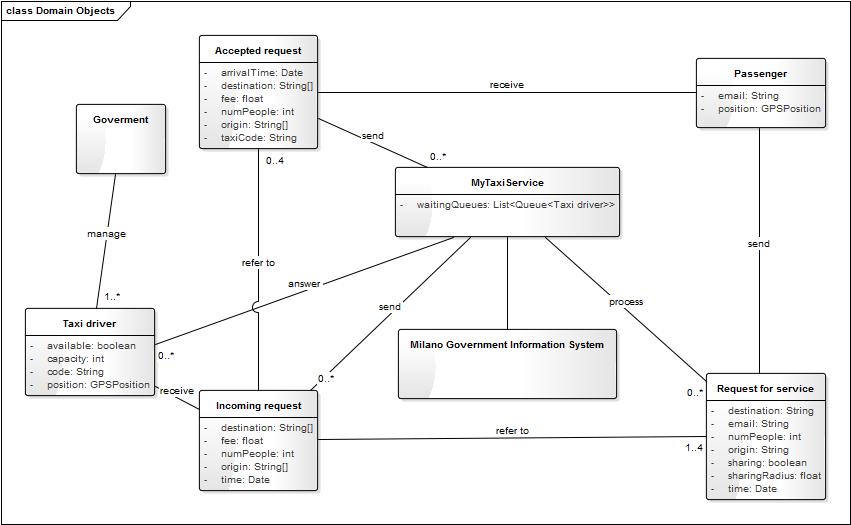 class Domain Objects
Accepted request
- arrivalTime: Date
- destination: String[]
- fee: float
- numPeople: int
- origin: String[]
- taxiCode: String
receive
Passenger
- email: String
- position: GPSPosition
Goverment
send
0..*
0..4
MyTaxiService
- waitingQueues: List<Queue<Taxi driver>>
manage
refer to
send
answer
send
process
1..*
Taxi driver
- available: boolean
- capacity: int
- code: String
- position: GPSPosition
0..*
Milano Government Information System
receive
0..*
0..*
Incoming request
- destination: String[]
- fee: float
- numPeople: int
- origin: String[]
- time: Date
refer to
1..4
Request for service
- destination: String
- email: String
- numPeople: int
- origin: String
- sharing: boolean
- sharingRadius: float
- time: Date